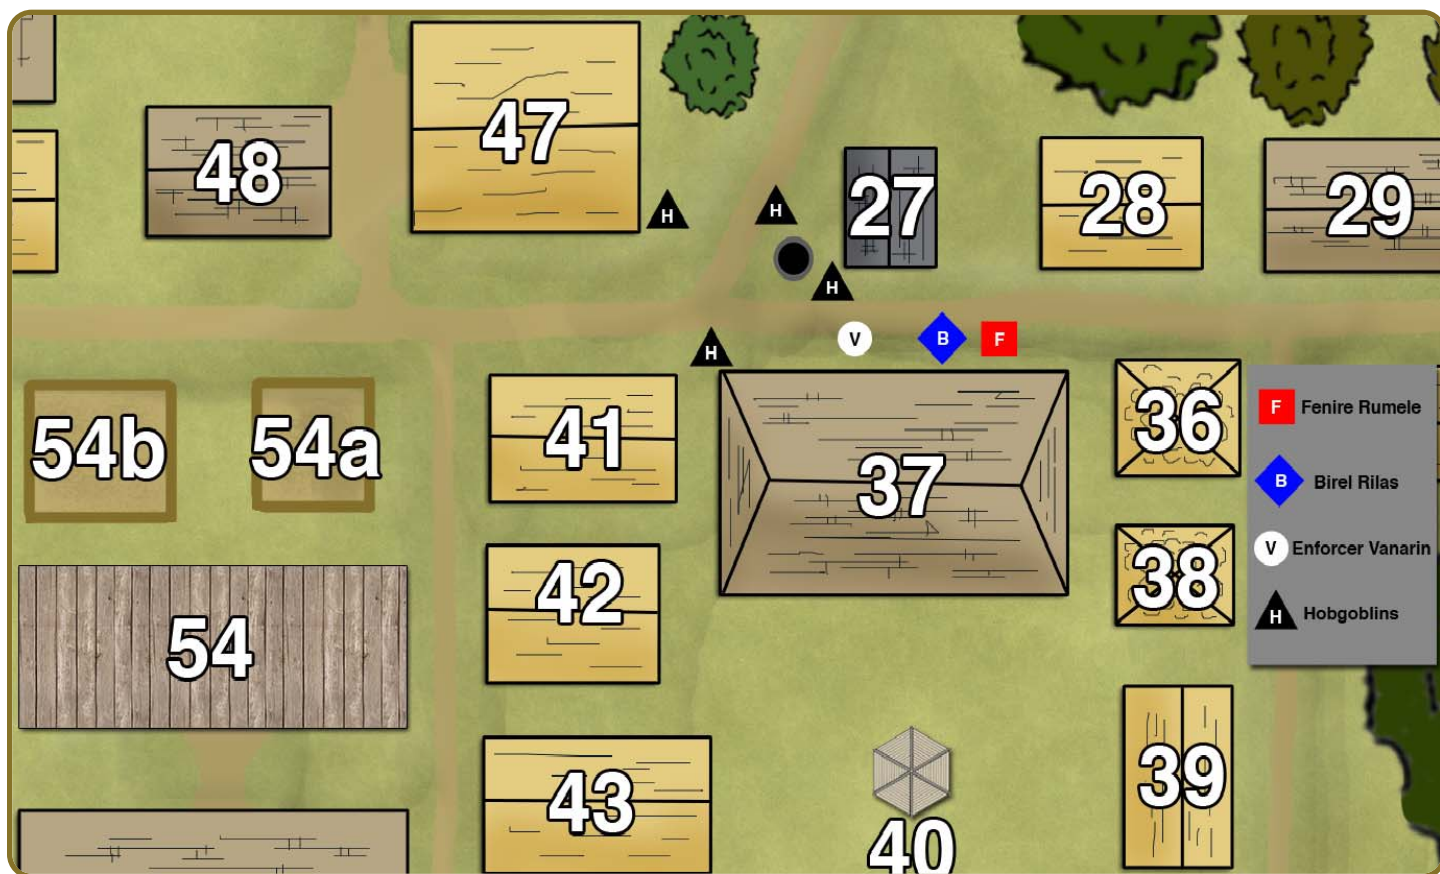 47
48
27
28
29
H
H
H
V
B
F
H
54b
54a
41
37
36
F Fenire Rumele
B Birel Rilas
V Enforcer Vanarin
H Hobgoblins
42
38
54
43
39
40